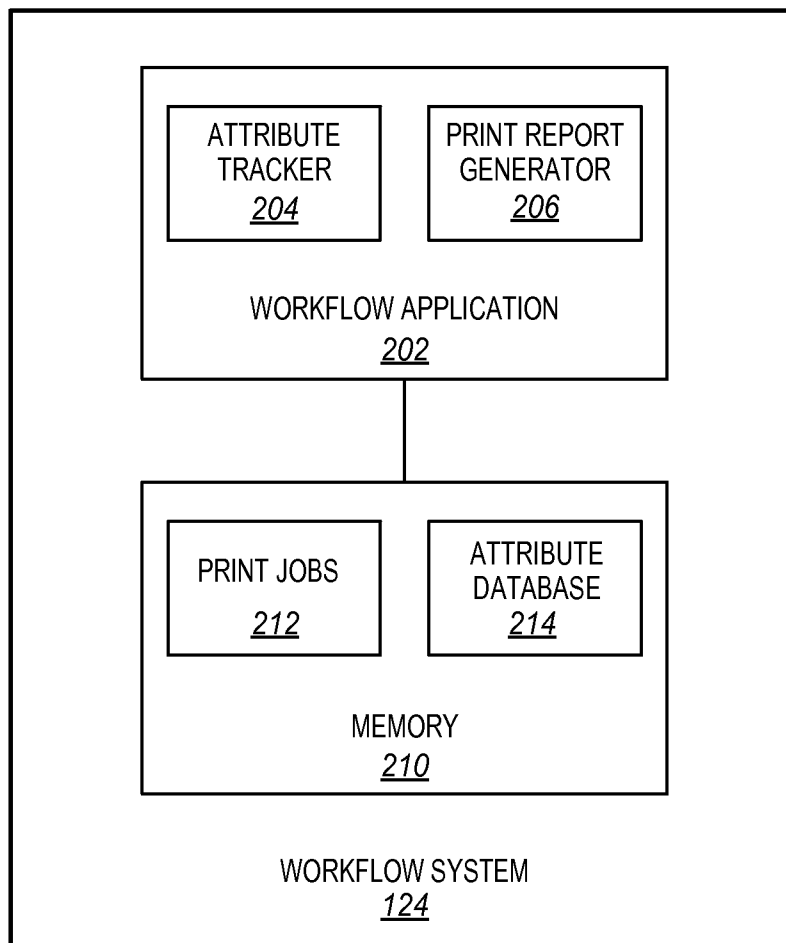 ATTRIBUTE
TRACKER
204
PRINT REPORT
GENERATOR
206
WORKFLOW APPLICATION
202
PRINT JOBS
212
ATTRIBUTE
DATABASE
214
MEMORY
210
WORKFLOW SYSTEM
124